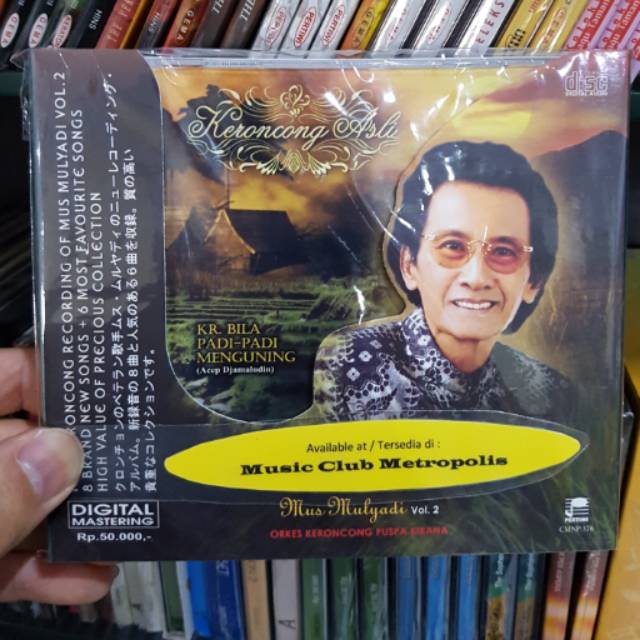 disc
DIGITAL AUDIO
Keroncong Asli
KR. BILA
PADI-PADI
MENGUNING
(Acep Djamaludin)
KERONCONG RECORDING OF MUS MULYADI VOL.2
8 BRAND NEW SONGS + 6 MOST FAVOURITE SONGS
HIGH VALUE OF PRECIOUS COLLECTION
クロンチョンのベテラン歌手ムス・ムルヤディのニューレコーディング
アルバム。新録音の8曲と人気のある6曲を収録。質の高い
貴重なコレクションです。
DIGITAL
MASTERING
Rp.50.000,-
Available at / Tersedia di :
Music Club Metropolis
Mus Mulyadi Vol. 2
ORKES KERONCONG PUSPA KIRANA